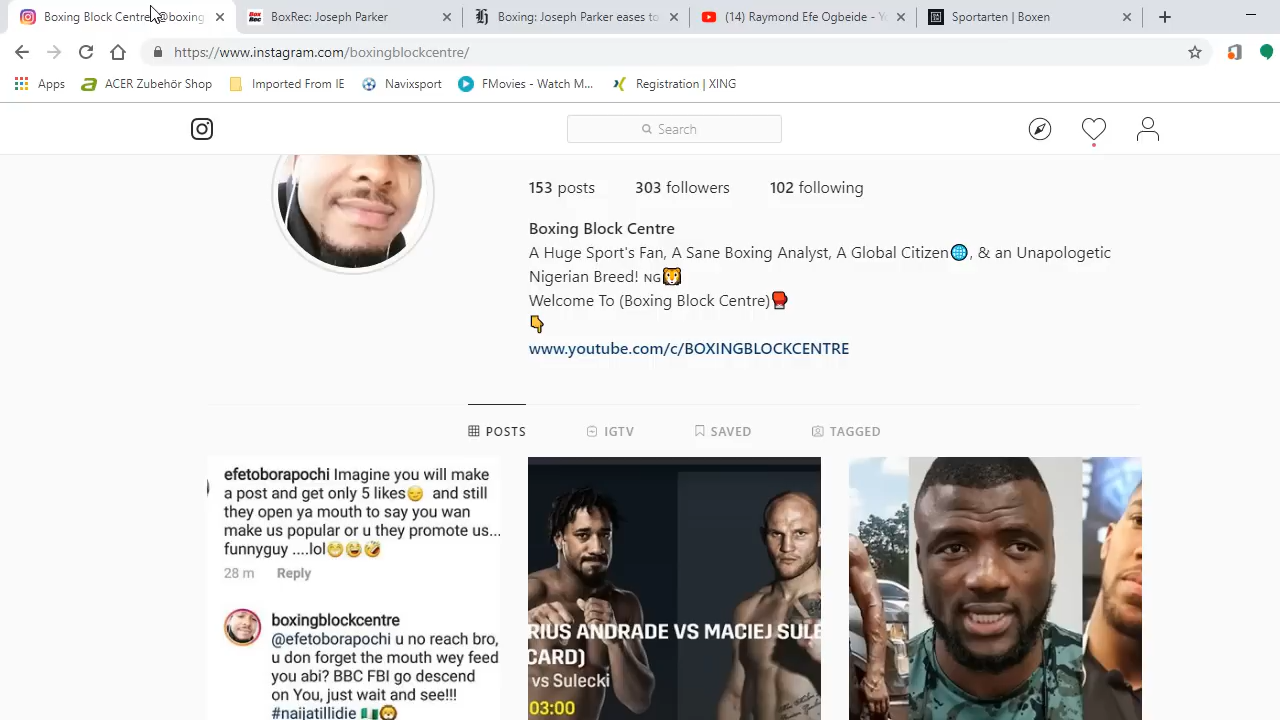 Boxing Block Centre @boxing
BoxRec: Joseph Parker
Boxing: Joseph Parker eases to
(14) Raymond Efe Ogbeide - Y
Sportarten | Boxen
https://www.instagram.com/boxingblockcentre/
Apps
ACER Zubehör Shop
Imported From IE
Navixsport
FMovies - Watch M...
Registration | XING
Search
153 posts
303 followers
102 following
Boxing Block Centre
A Huge Sport's Fan, A Sane Boxing Analyst, A Global Citizen🌐, & an Unapologetic
Nigerian Breed! NG🐯
Welcome To (Boxing Block Centre)🥊
👇
www.youtube.com/c/BOXINGBLOCKCENTRE
POSTS
IGTV
SAVED
TAGGED
efetoborapochi Imagine you will make
a post and get only 5 likes😏 and still
they open ya mouth to say you wan
make us popular or u they promote us...
funnyguy ....lol😁😂🤣
28 m Reply
boxingblockcentre
@efetoborapochi u no reach bro,
u don forget the mouth wey feed
you abi? BBC FBI go descend
on You, just wait and see!!!
#naijatillidie 🇳🇬🦁
RIUS ANDRADE VS MACIEJ SULE
CARD)
vs Sulecki
03:00